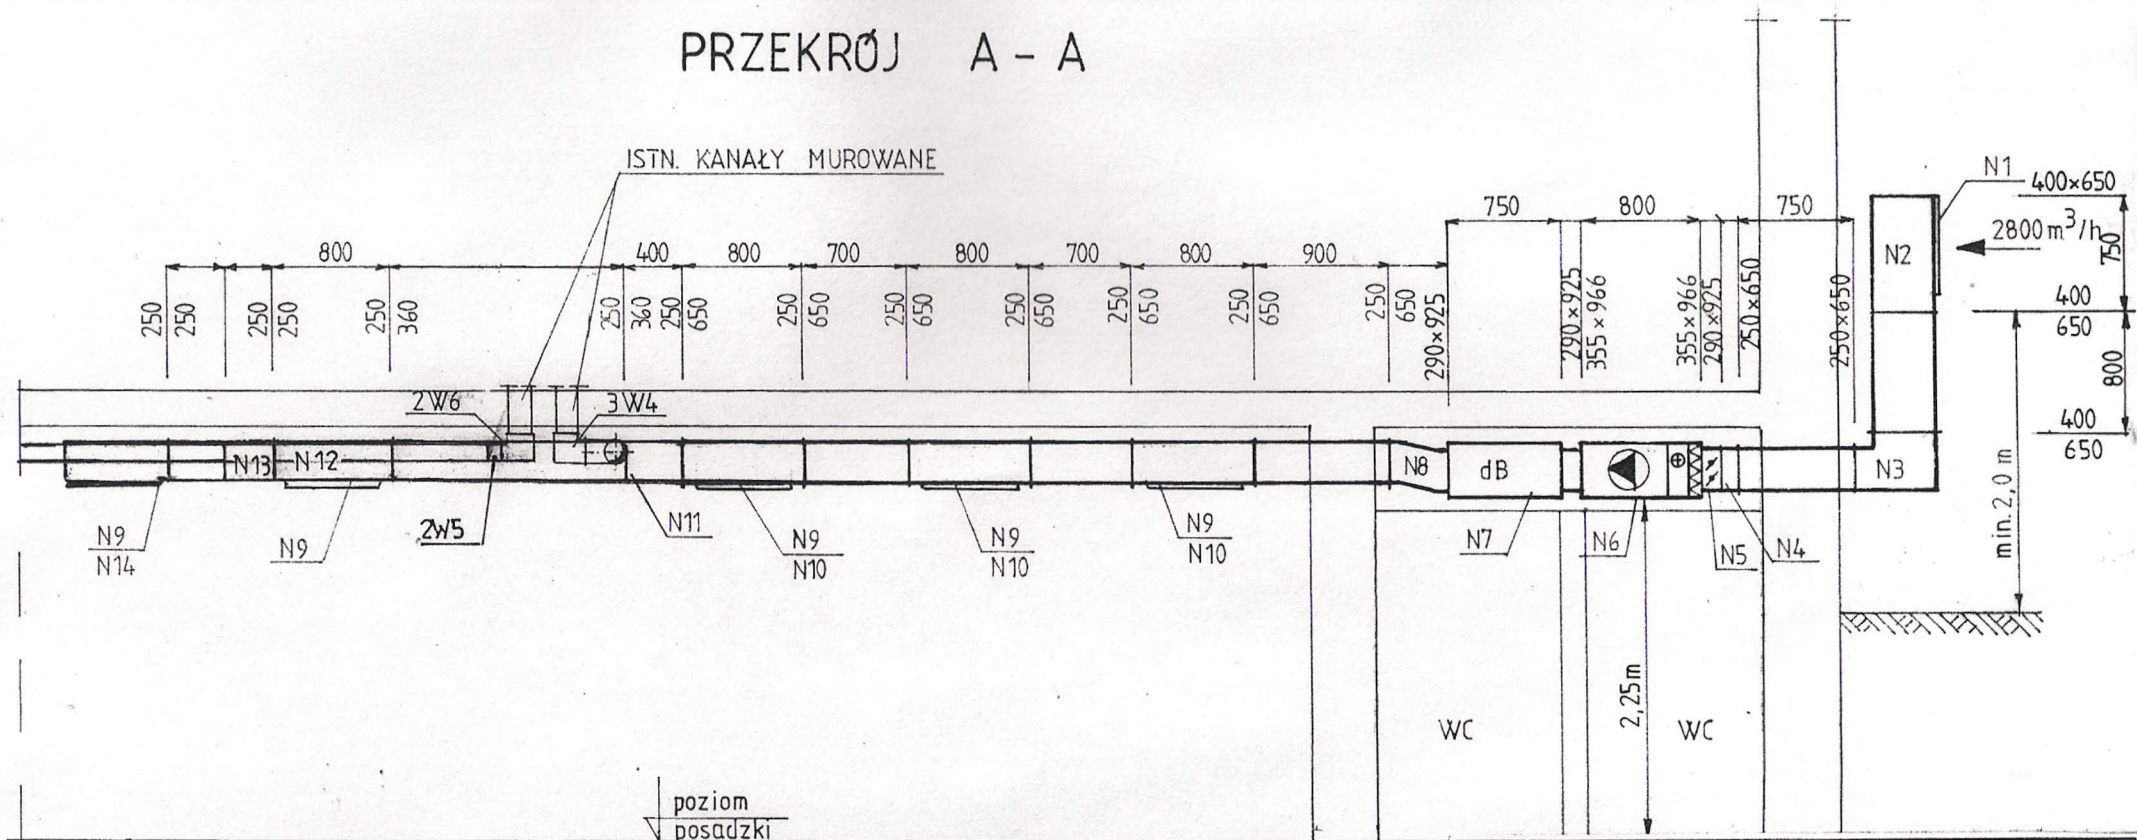 PRZEKRÓJ A - A
ISTN. KANAŁY MUROWANE
N1
400×650
2800 m³/h
750
N2
400
650
800
400
650
min. 2,0 m
750
800
750
800
400
800
700
800
700
800
900
250
250
250
250
250
360
250
360
250
650
250
650
250
650
250
650
250
650
250
650
250
650
290×925
290×925
355×966
355×966
290×925
250×650
250×650
2W6
3W4
N13
N12
N8
dB
N3
N9
N14
N9
2W5
N11
N9
N10
N9
N10
N9
N10
N7
N6
N5
N4
2,25m
WC
WC
poziom
posadzki